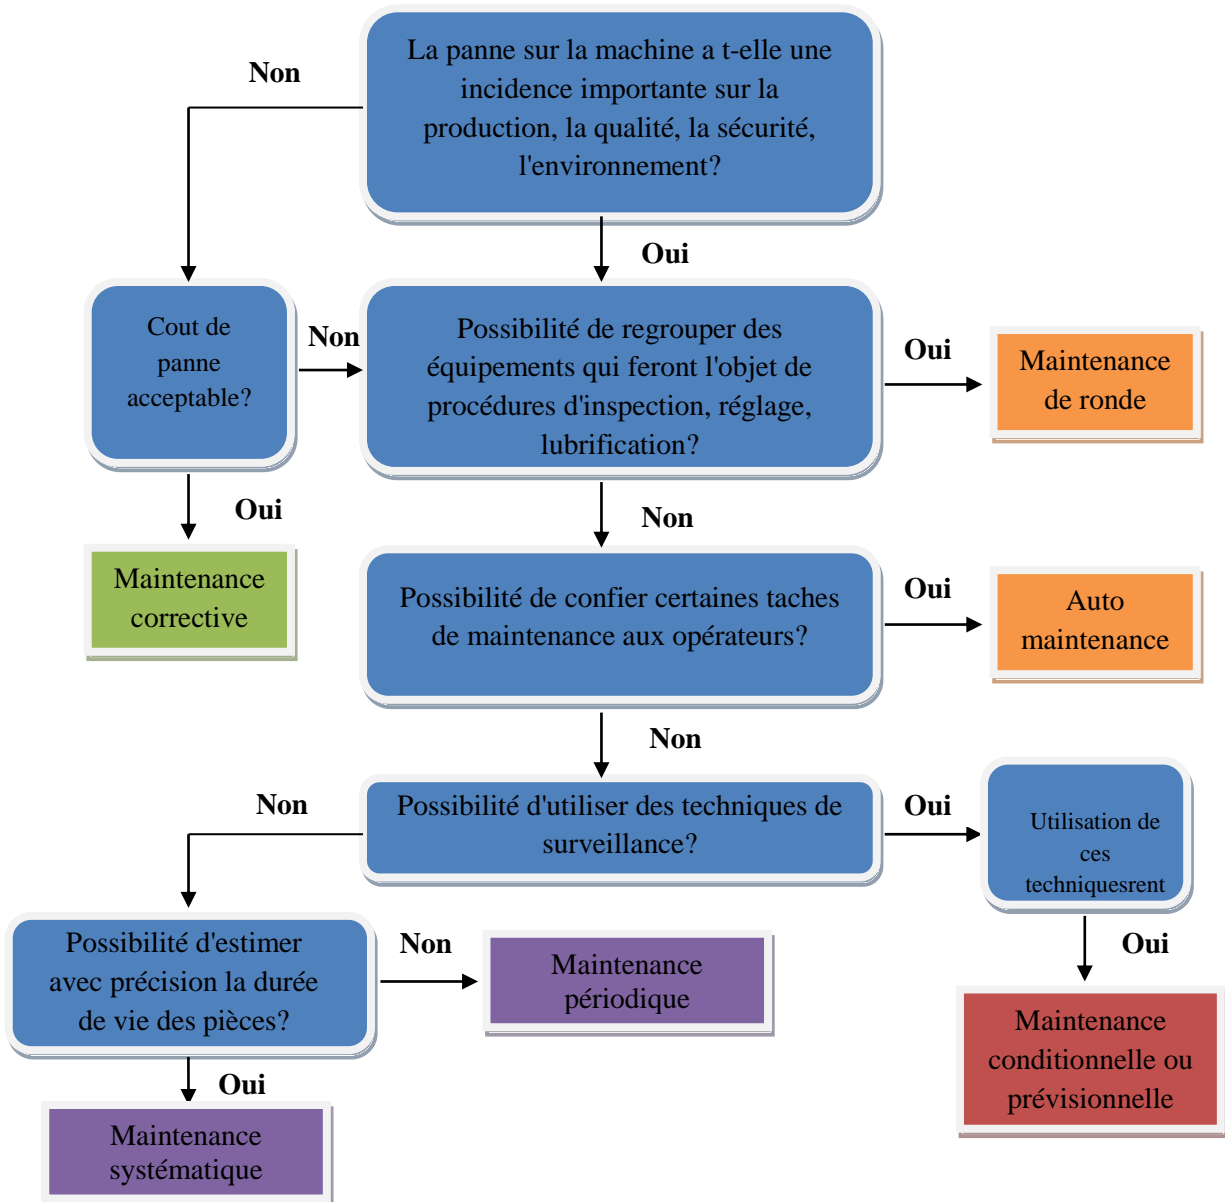 La panne sur la machine a t-elle une
incidence importante sur la
production, la qualité, la sécurité,
l'environnement?
Non
Oui
Cout de
panne
acceptable?
Non
Possibilité de regrouper des
équipements qui feront l'objet de
procédures d'inspection, réglage,
lubrification?
Oui
Maintenance
de ronde
Oui
Non
Maintenance
corrective
Possibilité de confier certaines taches
de maintenance aux opérateurs?
Oui
Auto
maintenance
Non
Non
Possibilité d'utiliser des techniques de
surveillance?
Oui
Utilisation de
ces
techniquesrent
Possibilité d'estimer
avec précision la durée
de vie des pièces?
Non
Maintenance
périodique
Oui
Maintenance
conditionnelle ou
prévisionnelle
Oui
Maintenance
systématique